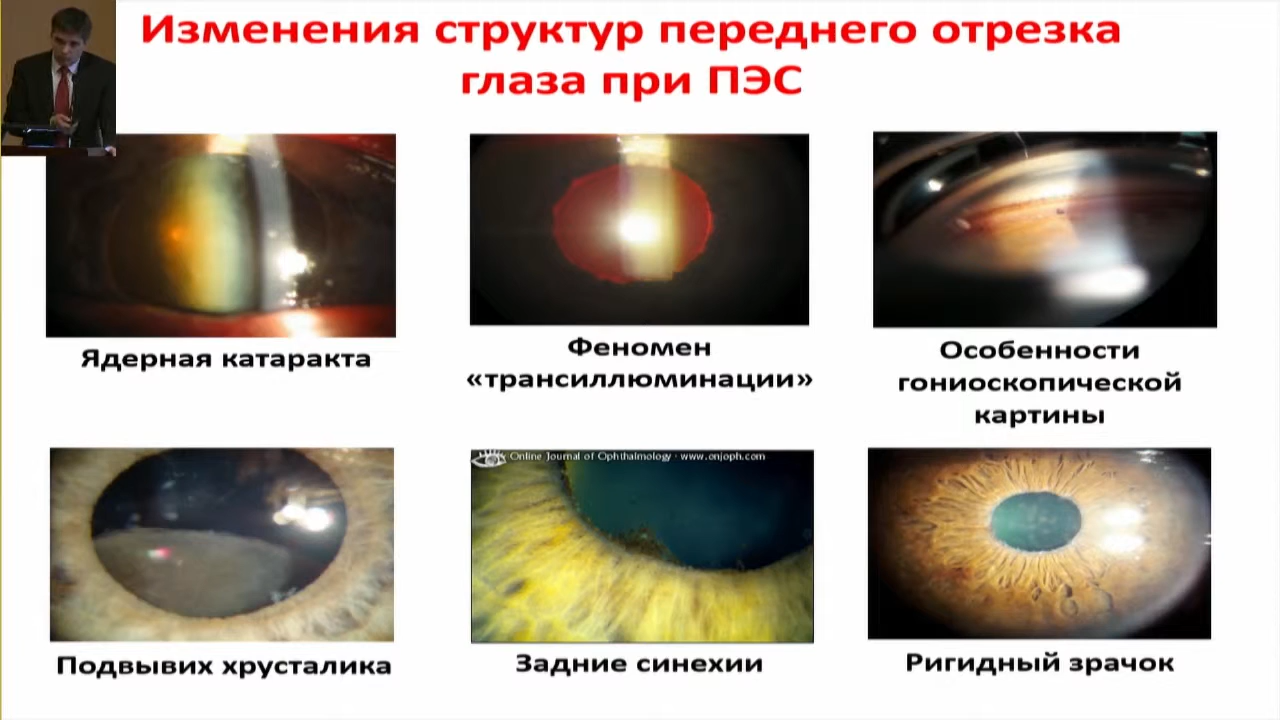 Изменения структур переднего отрезка
глаза при ПЭС
Ядерная катаракта
Феномен
«трансиллюминации»
Особенности
гониоскопической
картины
Online Journal of Ophthalmology · www.onjoph.com
Подвывих хрусталика
Задние синехии
Ригидный зрачок